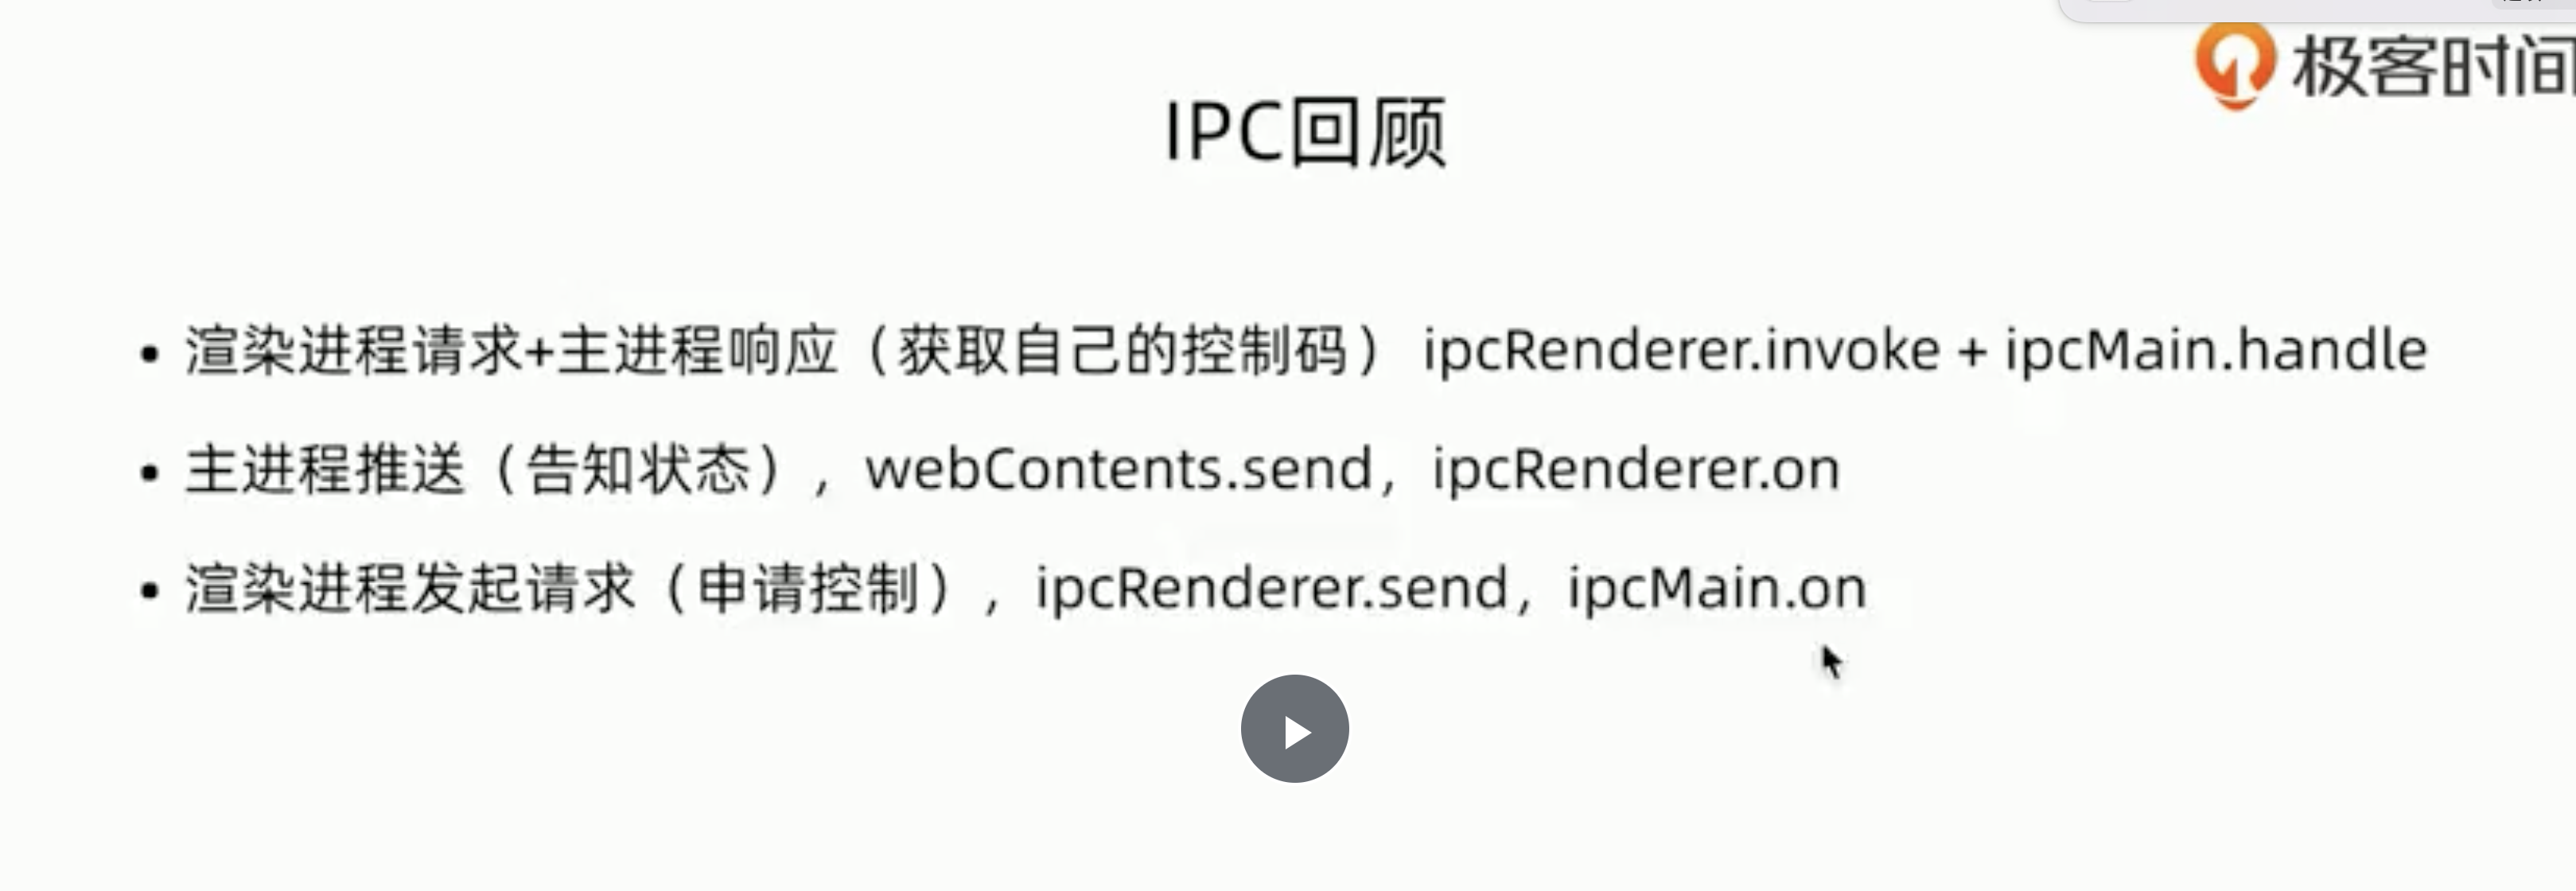 极客时间
IPC回顾
• 渲染进程请求+主进程响应（获取自己的控制码） ipcRenderer.invoke + ipcMain.handle
• 主进程推送（告知状态），webContents.send，ipcRenderer.on
• 渲染进程发起请求（申请控制），ipcRenderer.send，ipcMain.on